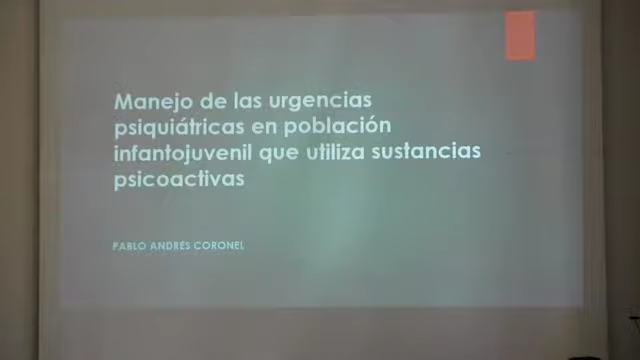 Manejo de las urgencias
psiquiátricas en población
infantojuvenil que utiliza sustancias
psicoactivas
PABLO ANDRÉS CORONEL